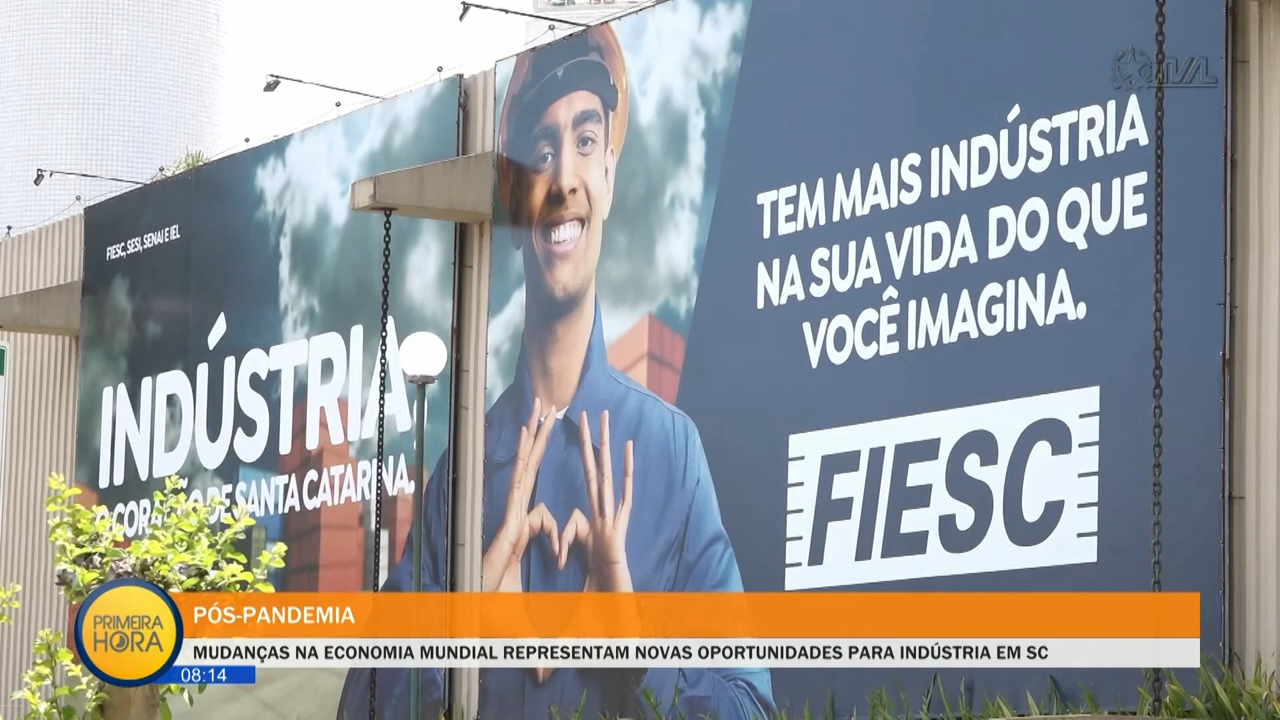 TVAL
FIESC, SESI, SENAI E IEL
INDÚSTRIA.
O CORAÇÃO DE SANTA CATARINA.
TEM MAIS INDÚSTRIA
NA SUA VIDA DO QUE
VOCÊ IMAGINA.
FIESC
PRIMEIRA
HORA
PÓS-PANDEMIA
MUDANÇAS NA ECONOMIA MUNDIAL REPRESENTAM NOVAS OPORTUNIDADES PARA INDÚSTRIA EM SC
08:14